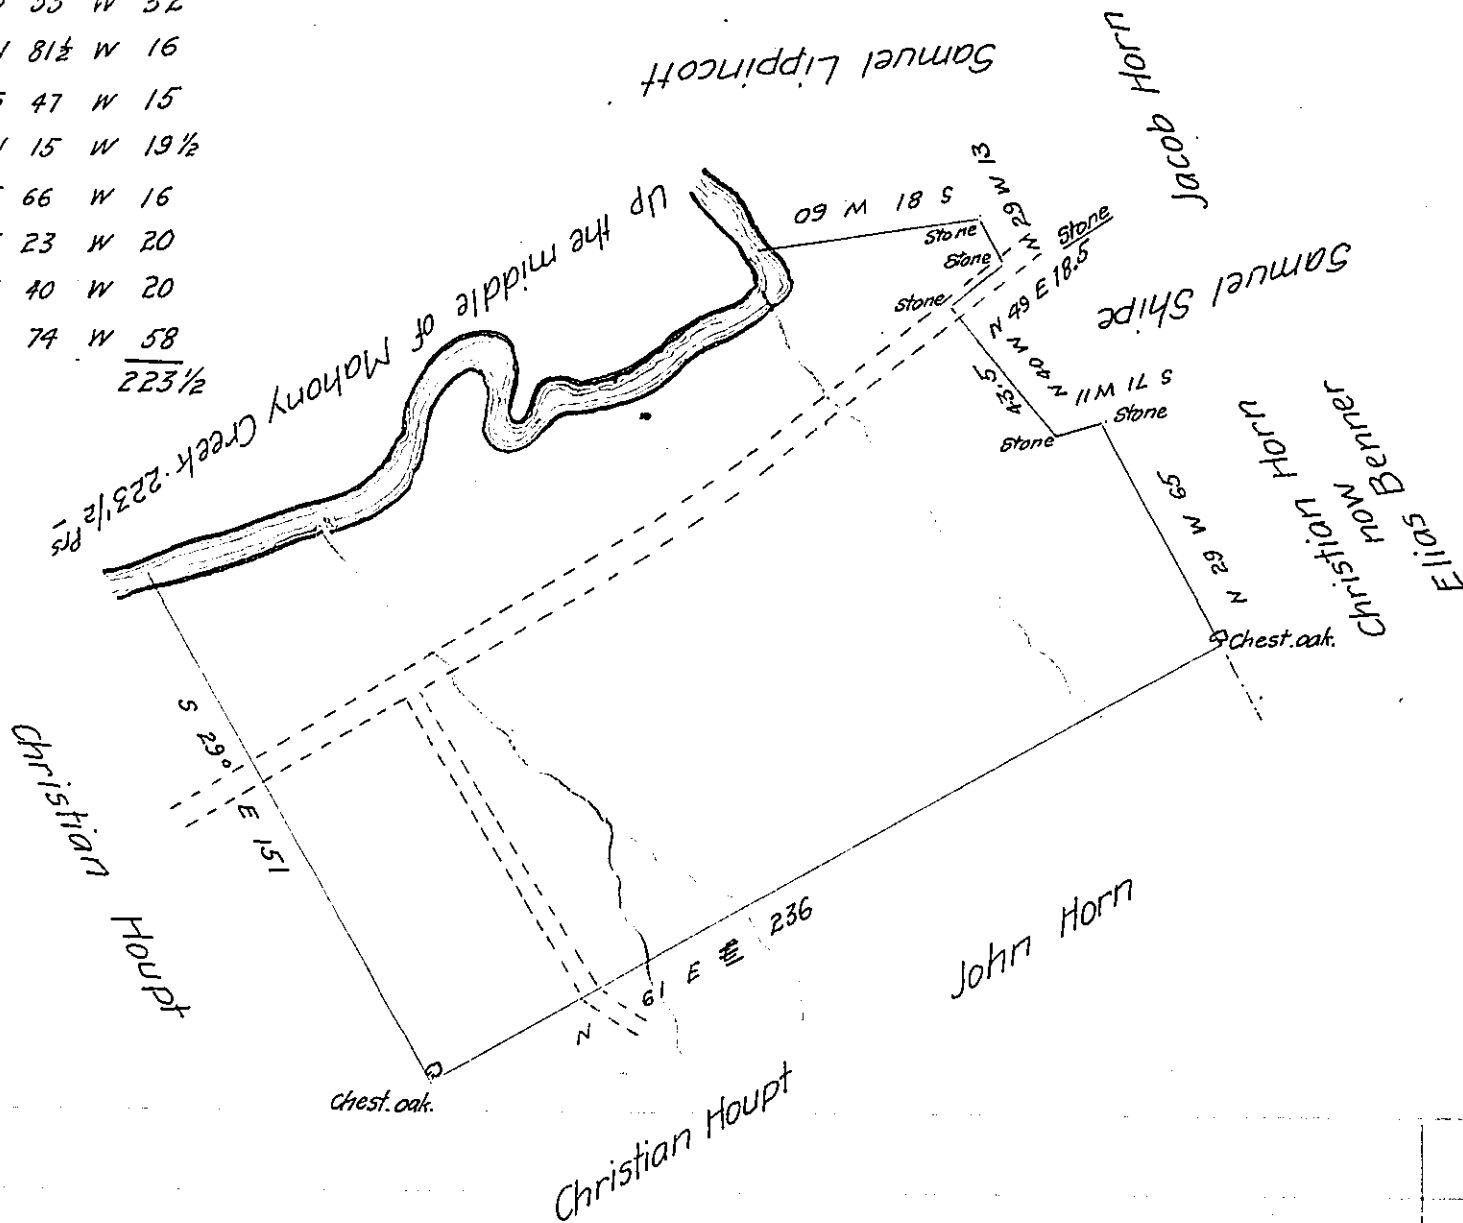 55 W 32
81½ W 16
47 W 15
15 W 19½
66 W 16
23 W 20
40 W 20
74 W 58
223½
Samuel Lippincott
Jacob Horn
Up the middle of Mahony Creek. 223½ prs
S 81 W 60
N 29 W 13
Stone
Stone
Stone
Stone
N 49 E 18.5
N 40 W
43.5
S 71 W 11
Stone
Stone
Samuel Shipe
Christian Horn
now
Elias Benner
N 29 W 65
Chest. oak.
S 29° E 151
Christian Houpt
N 61 E 236
John Horn
Chest. oak.
Christian Houpt